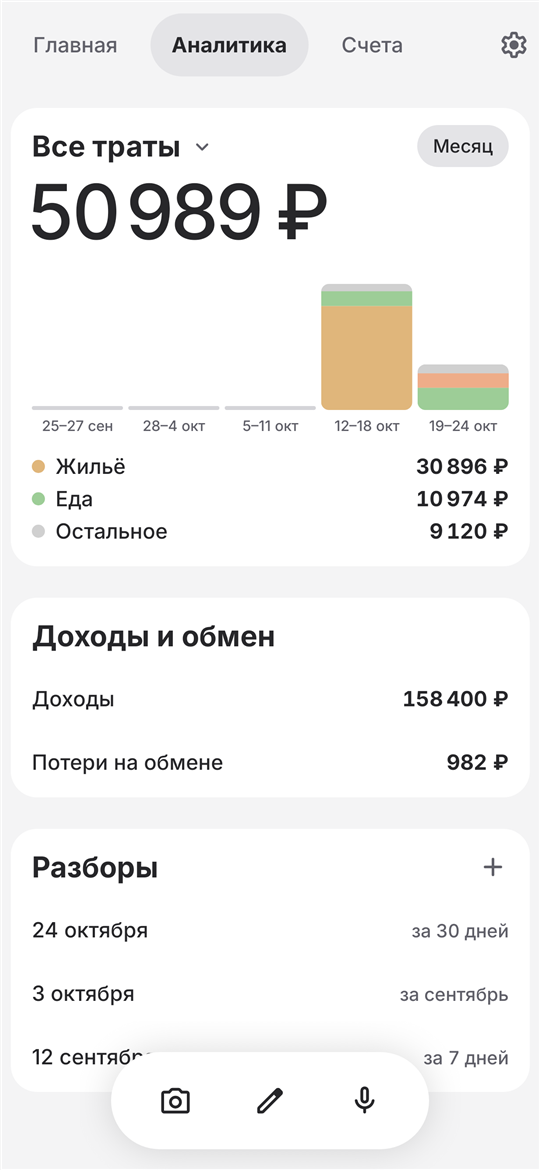 Главная Аналитика Счета
Все траты Месяц
50 989 ₽
25–27 сен 28–4 окт 5–11 окт 12–18 окт 19–24 окт
Жильё 30 896 ₽
Еда 10 974 ₽
Остальное 9 120 ₽
Доходы и обмен
Доходы 158 400 ₽
Потери на обмене 982 ₽
Разборы
24 октября за 30 дней
3 октября за сентябрь
12 за 7 дней